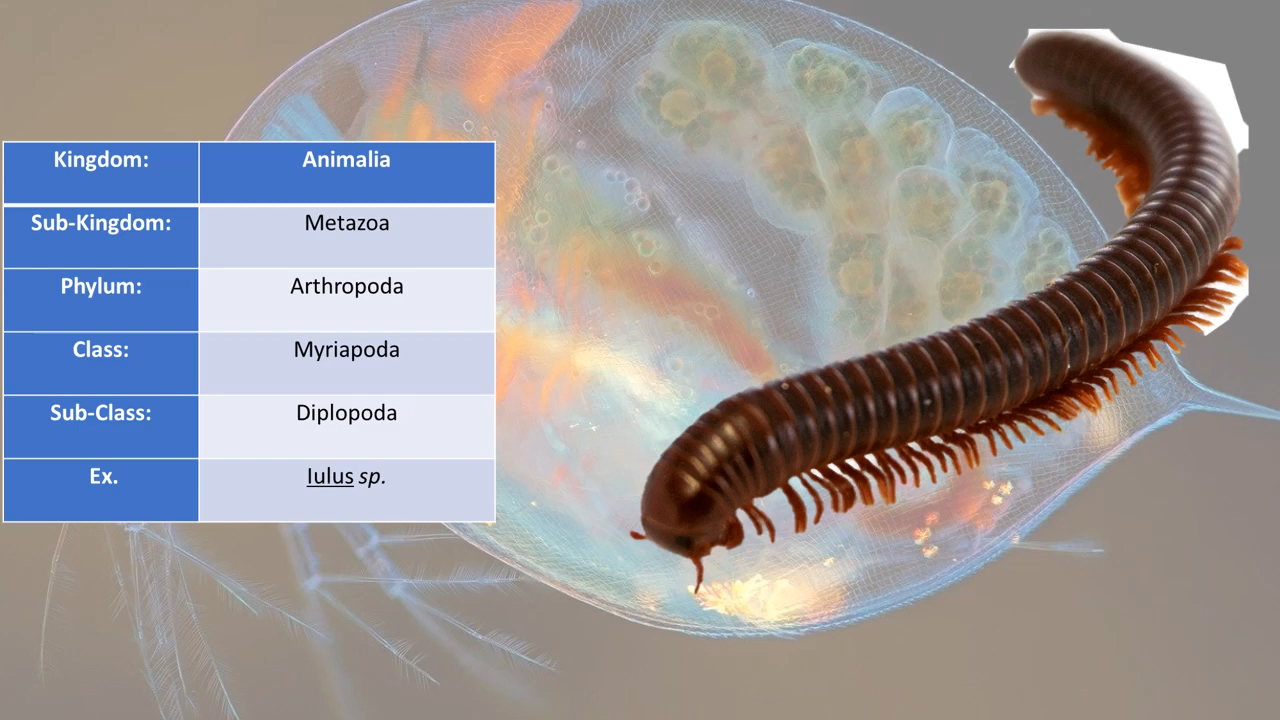 Kingdom: Animalia
Sub-Kingdom: Metazoa
Phylum: Arthropoda
Class: Myriapoda
Sub-Class: Diplopoda
Ex. Iulus sp.